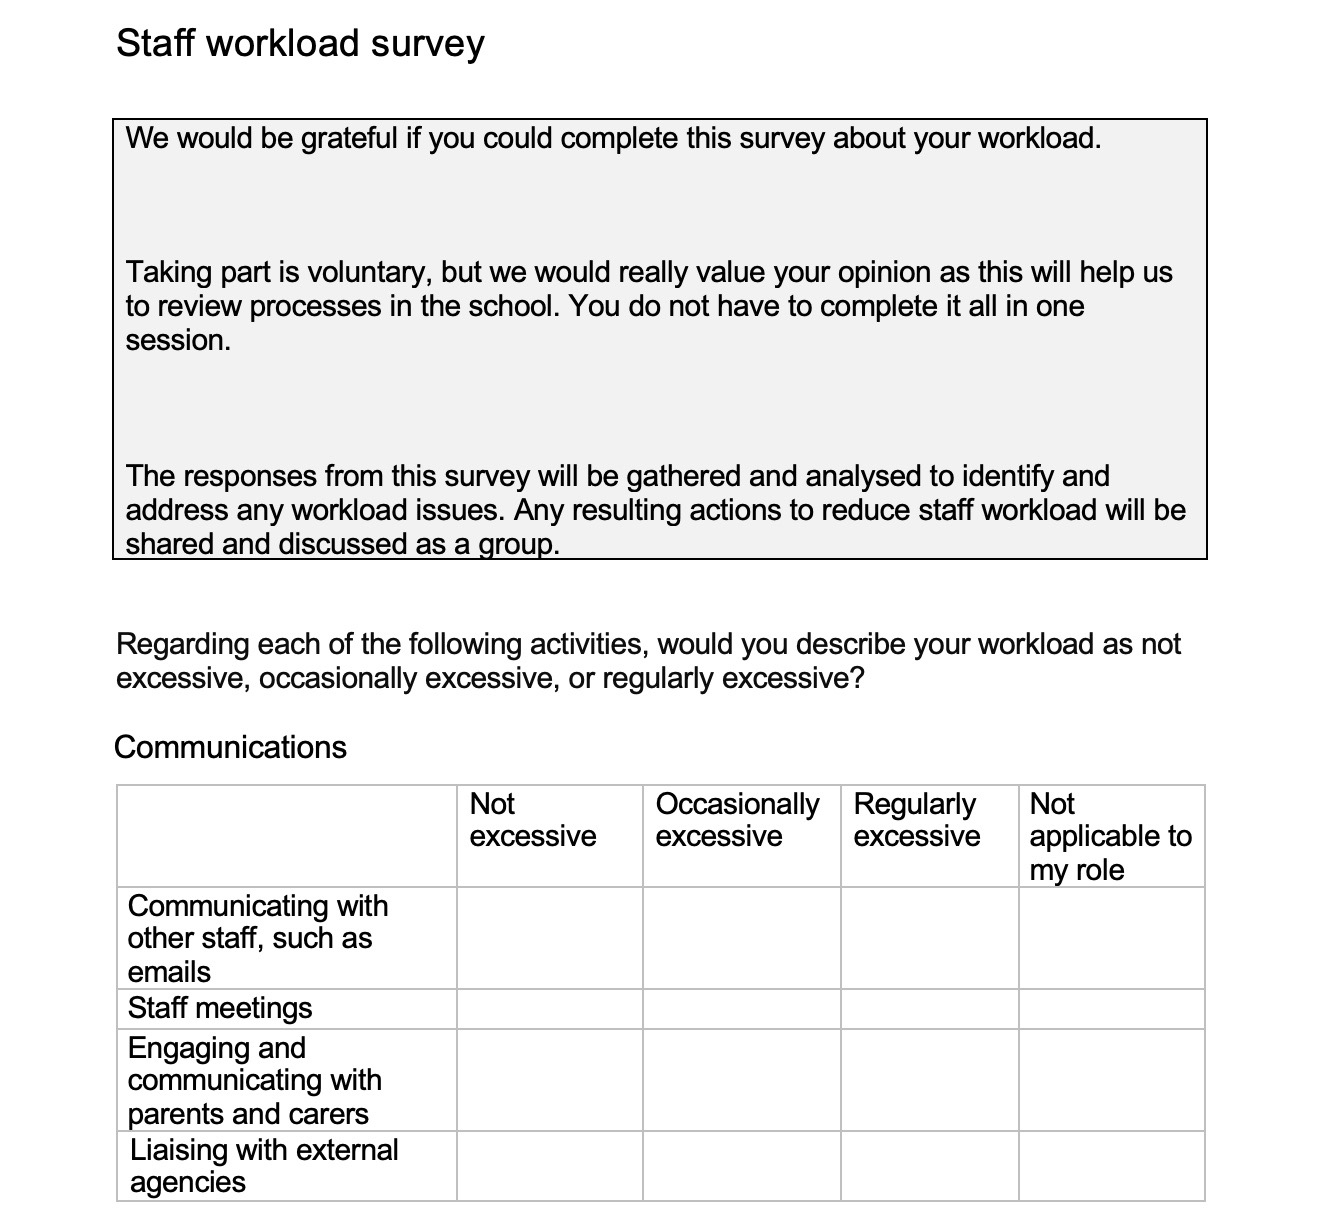 Staff workload survey
We would be grateful if you could complete this survey about your workload.
Taking part is voluntary, but we would really value your opinion as this will help us
to review processes in the school. You do not have to complete it all in one
session.
The responses from this survey will be gathered and analysed to identify and
address any workload issues. Any resulting actions to reduce staff workload will be
shared and discussed as a group.
Regarding each of the following activities, would you describe your workload as not
excessive, occasionally excessive, or regularly excessive?
Communications
Not
excessive
Occasionally
excessive
Regularly
excessive
Not
applicable to
my role
Communicating with
other staff, such as
emails
Staff meetings
Engaging and
communicating with
parents and carers
Liaising with external
agencies